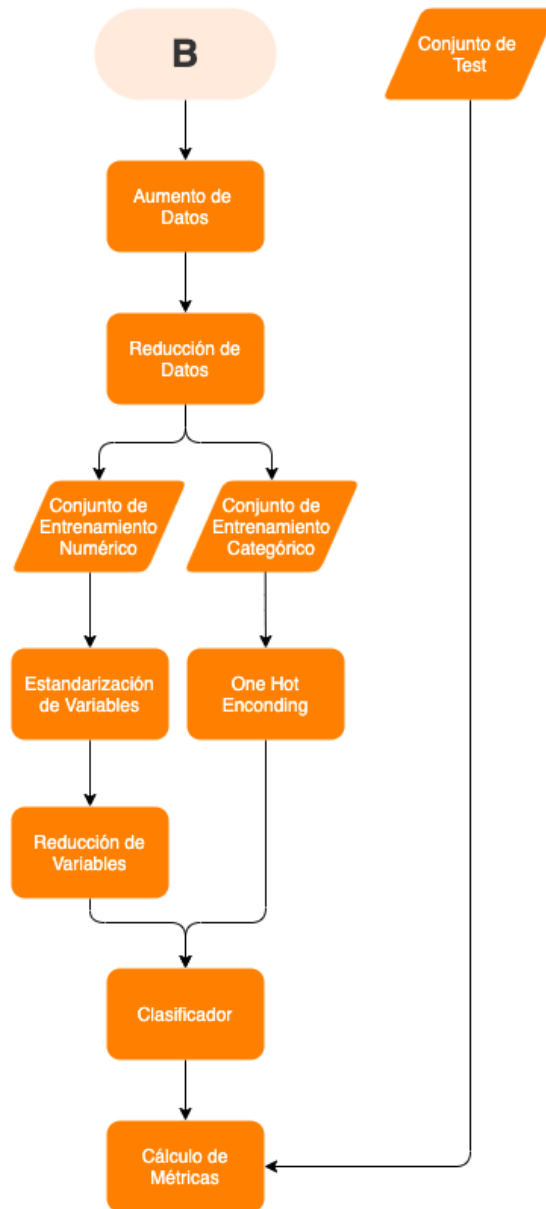 B
Conjunto de
Test
Aumento de
Datos
Reducción de
Datos
Conjunto de
Entrenamiento
Numérico
Conjunto de
Entrenamiento
Categórico
Estandarización
de Variables
One Hot
Enconding
Reducción de
Variables
Clasificador
Cálculo de
Métricas